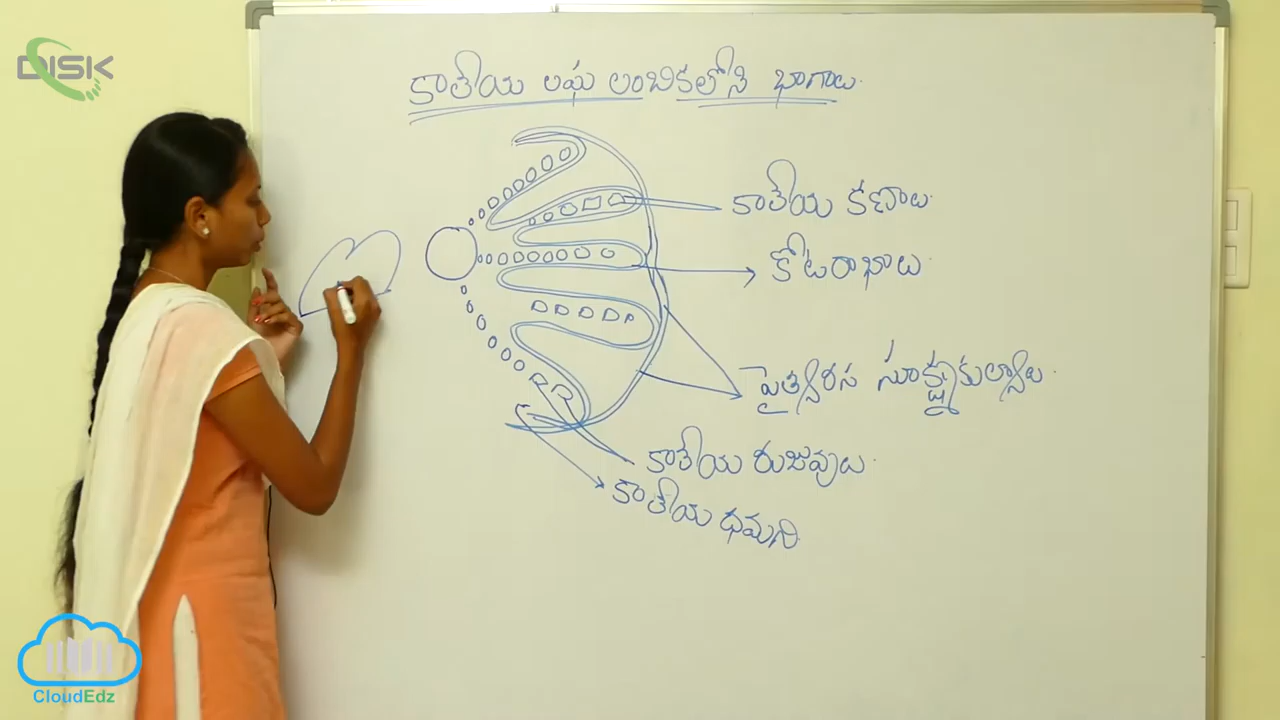 DISK
కాలేయ లఘు లంబికలోని భాగాలు
కాలేయ కణాలు
కోటరాభాలు
పైత్యరస సూక్ష్మకుల్యాలు
కాలేయ రుజువులు
కాలేయ ధమని
CloudEdz